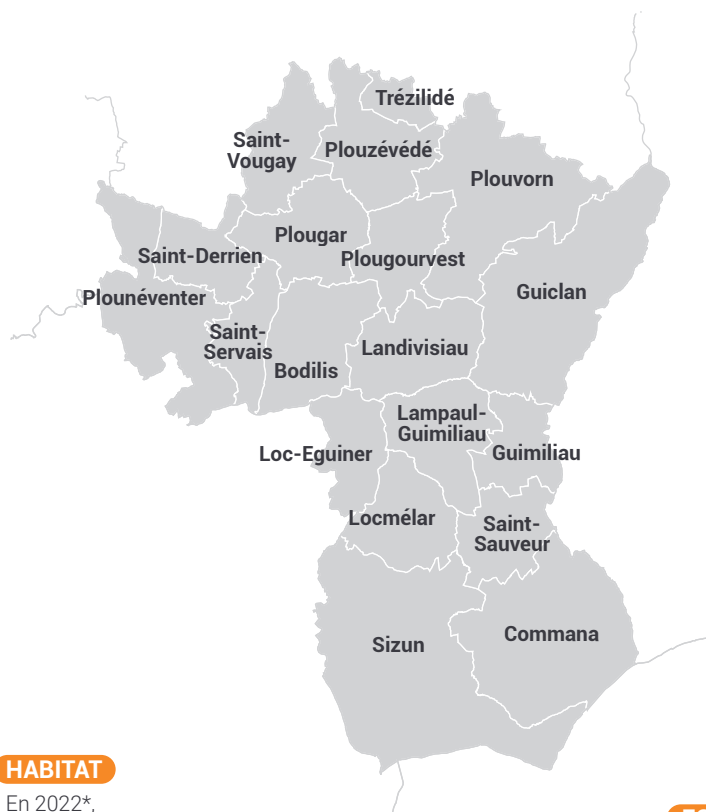 Trézilidé
Saint-
Vougay
Plouzévédé
Plouvorn
Plougar
Saint-Derrien
Plougourvest
Guiclan
Plounéventer
Saint-
Servais
Landivisiau
Bodilis
Lampaul-
Guimiliau
Loc-Eguiner
Guimiliau
Locmélar
Saint-
Sauveur
Commana
Sizun
HABITAT
En 2022*,